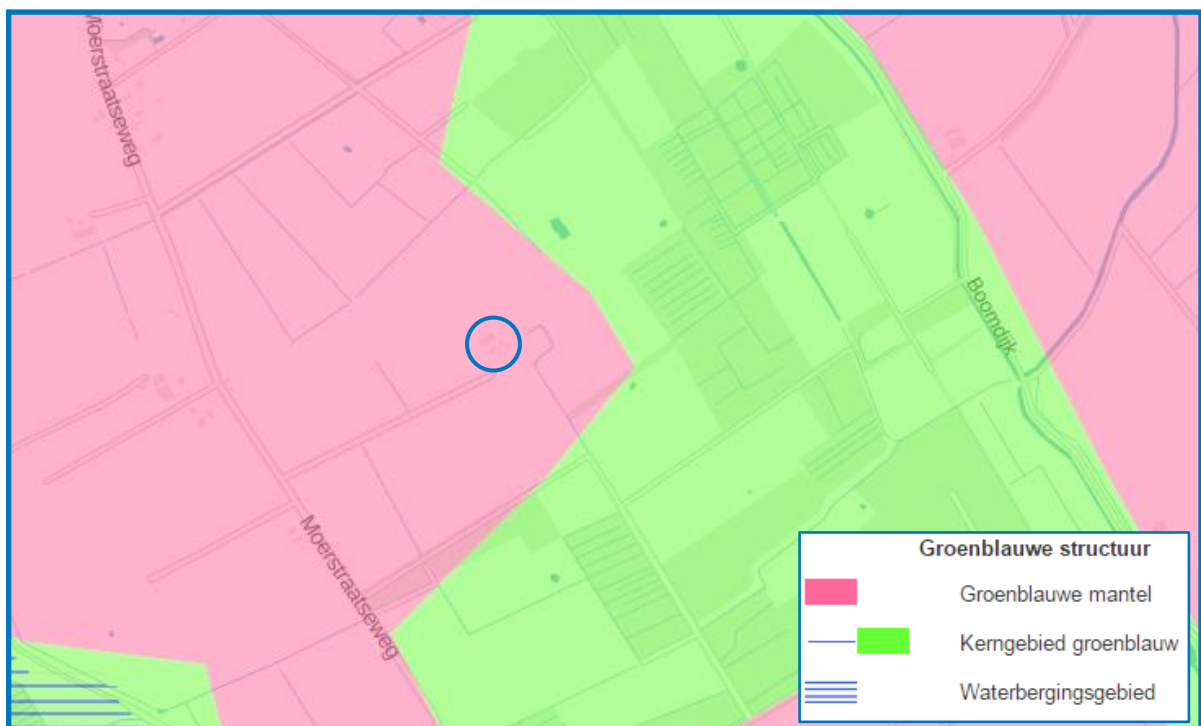 Moerstraatseweg
Boomdijk
Moerstraatseweg
Groenblauwe structuur
Groenblauwe mantel
Kerngebied groenblauw
Waterbergingsgebied